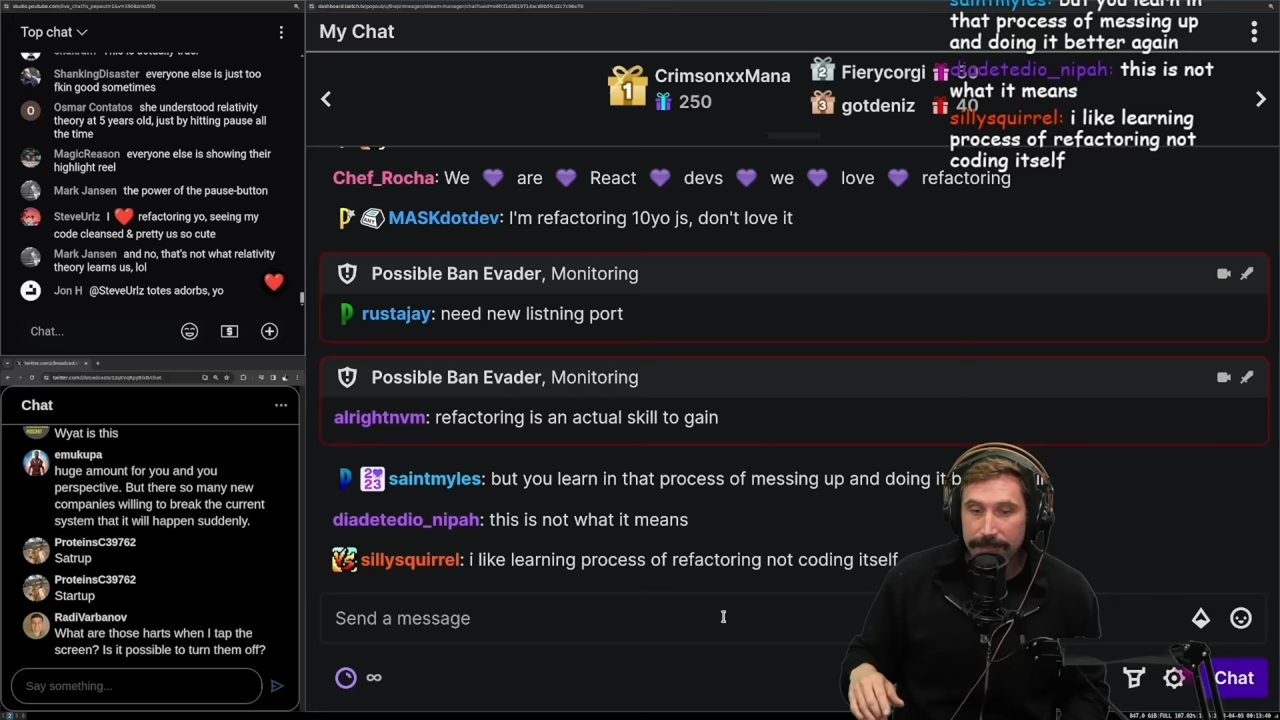 Top chat
ShankingDisaster everyone else is just too
fkin good sometimes
Osmar Contatos she understood relativity
theory at 5 years old, just by hitting pause all
the time
MagicReason everyone else is showing their
highlight reel
Mark Jansen the power of the pause-button
SteveUrlz I ❤️ refactoring yo, seeing my
code cleansed & pretty us so cute
Mark Jansen and no, that's not what relativity
theory learns us, lol
Jon H @SteveUrlz totes adorbs, yo
Chat...
Chat
Wyat is this
emukupa
huge amount for you and you
perspective. But there so many new
companies willing to break the current
system that it will happen suddenly.
ProteinsC39762
Satrup
ProteinsC39762
Startup
RadiVarbanov
What are those harts when I tap the
screen? Is it possible to turn them off?
Say something...
My Chat
1 CrimsonxxMana
250
2 Fierycorgi
3 gotdeniz 40
Chef_Rocha: We 💜 are 💜 React 💜 devs 💜 we 💜 love 💜 refactoring
MASKdotdev: I'm refactoring 10yo js, don't love it
Possible Ban Evader, Monitoring
rustajay: need new listning port
Possible Ban Evader, Monitoring
alrightnvm: refactoring is an actual skill to gain
saintmyles: but you learn in that process of messing up and doing it
diadetedio_nipah: this is not what it means
sillysquirrel: i like learning process of refactoring not coding itself
Send a message
∞
Chat
saintmyles: but you learn in
that process of messing up
and doing it better again
diadetedio_nipah: this is not
what it means
sillysquirrel: i like learning
process of refactoring not
coding itself